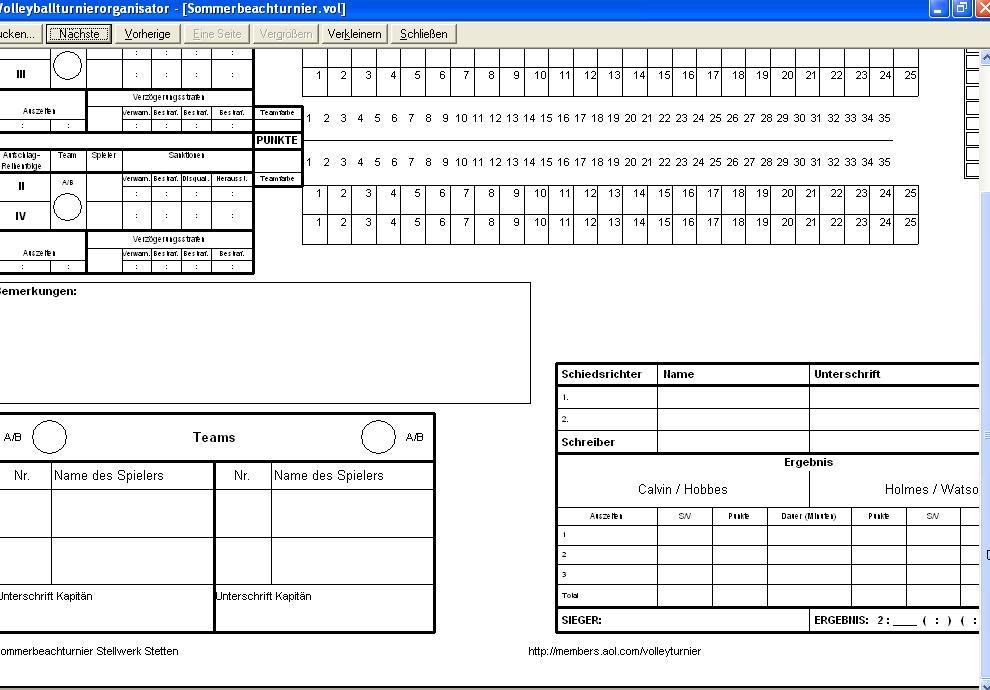 Volleyballturnierorganisator - [Sommerbeachturnier.vol]
ucken... Nächste Vorherige Eine Seite Vergrößern Verkleinern Schließen
: : : :
III : : : : 1 2 3 4 5 6 7 8 9 10 11 12 13 14 15 16 17 18 19 20 21 22 23 24 25
Verzögerungsstrafen
Auszeiten Verwarn. Bestraf. Bestraf. Bestraf. Teamfarbe
: : : : : : 1 2 3 4 5 6 7 8 9 10 11 12 13 14 15 16 17 18 19 20 21 22 23 24 25 26 27 28 29 30 31 32 33 34 35
PUNKTE
Aufschlag-Reihenfolge Team Spieler Sanktionen
1 2 3 4 5 6 7 8 9 10 11 12 13 14 15 16 17 18 19 20 21 22 23 24 25 26 27 28 29 30 31 32 33 34 35
II A/B Verwarn. Bestraf. Disqual. Herausst. Teamfarbe
: : : : 1 2 3 4 5 6 7 8 9 10 11 12 13 14 15 16 17 18 19 20 21 22 23 24 25
IV : : : : 1 2 3 4 5 6 7 8 9 10 11 12 13 14 15 16 17 18 19 20 21 22 23 24 25
Verzögerungsstrafen
Auszeiten Verwarn. Bestraf. Bestraf. Bestraf.
: : : : : :
Bemerkungen:
Schiedsrichter Name Unterschrift
1.
2.
Schreiber
A/B Teams A/B
Nr. Name des Spielers Nr. Name des Spielers
Unterschrift Kapitän Unterschrift Kapitän
Ergebnis
Calvin / Hobbes Holmes / Watso
Auszeiten S/V Punkte Dauer (Minuten) Punkte S/V
1
2
3
Total
SIEGER: ERGEBNIS: 2 : ____ ( : ) ( :
ommerbeachturnier Stellwerk Stetten http://members.aol.com/volleyturnier